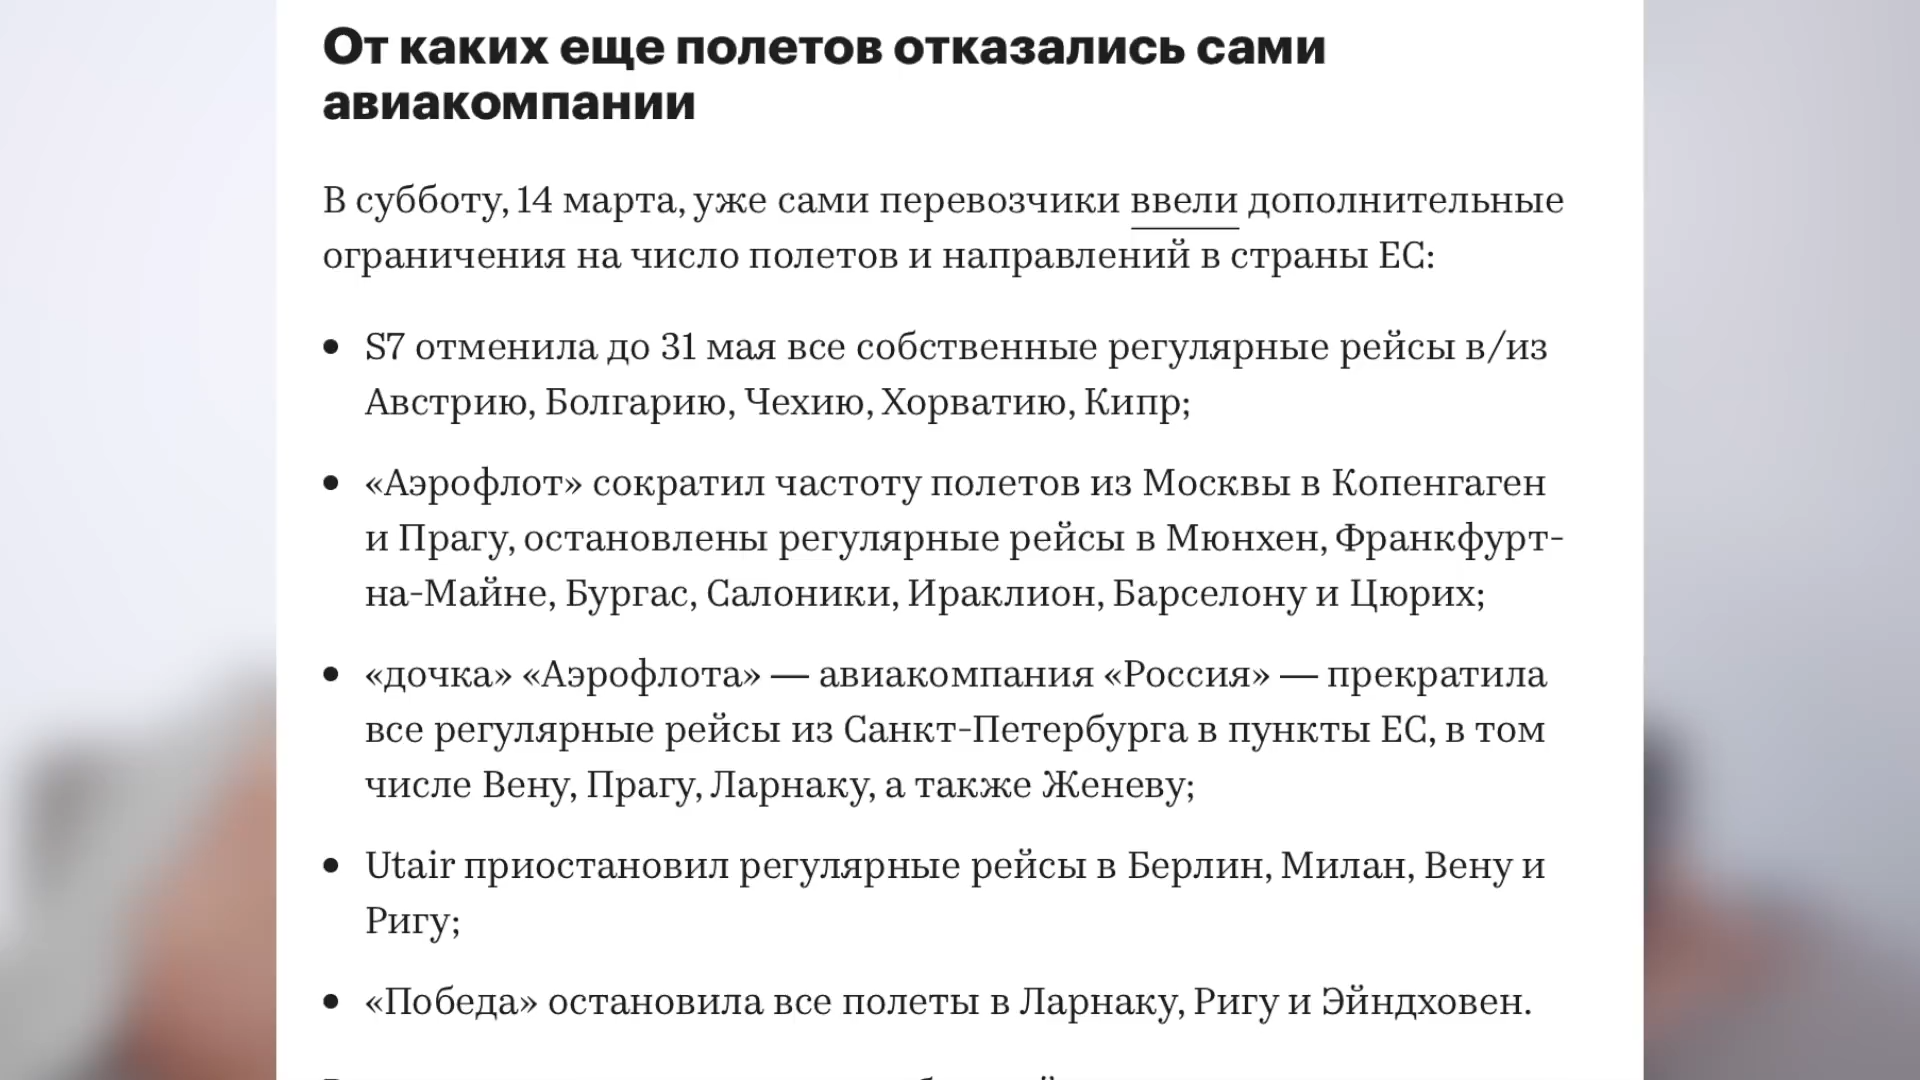 От каких еще полетов отказались сами
авиакомпании
В субботу, 14 марта, уже сами перевозчики ввели дополнительные
ограничения на число полетов и направлений в страны ЕС:
• S7 отменила до 31 мая все собственные регулярные рейсы в/из
Австрию, Болгарию, Чехию, Хорватию, Кипр;
• «Аэрофлот» сократил частоту полетов из Москвы в Копенгаген
и Прагу, остановлены регулярные рейсы в Мюнхен, Франкфурт-
на-Майне, Бургас, Салоники, Ираклион, Барселону и Цюрих;
• «дочка» «Аэрофлота» — авиакомпания «Россия» — прекратила
все регулярные рейсы из Санкт-Петербурга в пункты ЕС, в том
числе Вену, Прагу, Ларнаку, а также Женеву;
• Utair приостановил регулярные рейсы в Берлин, Милан, Вену и
Ригу;
• «Победа» остановила все полеты в Ларнаку, Ригу и Эйндховен.